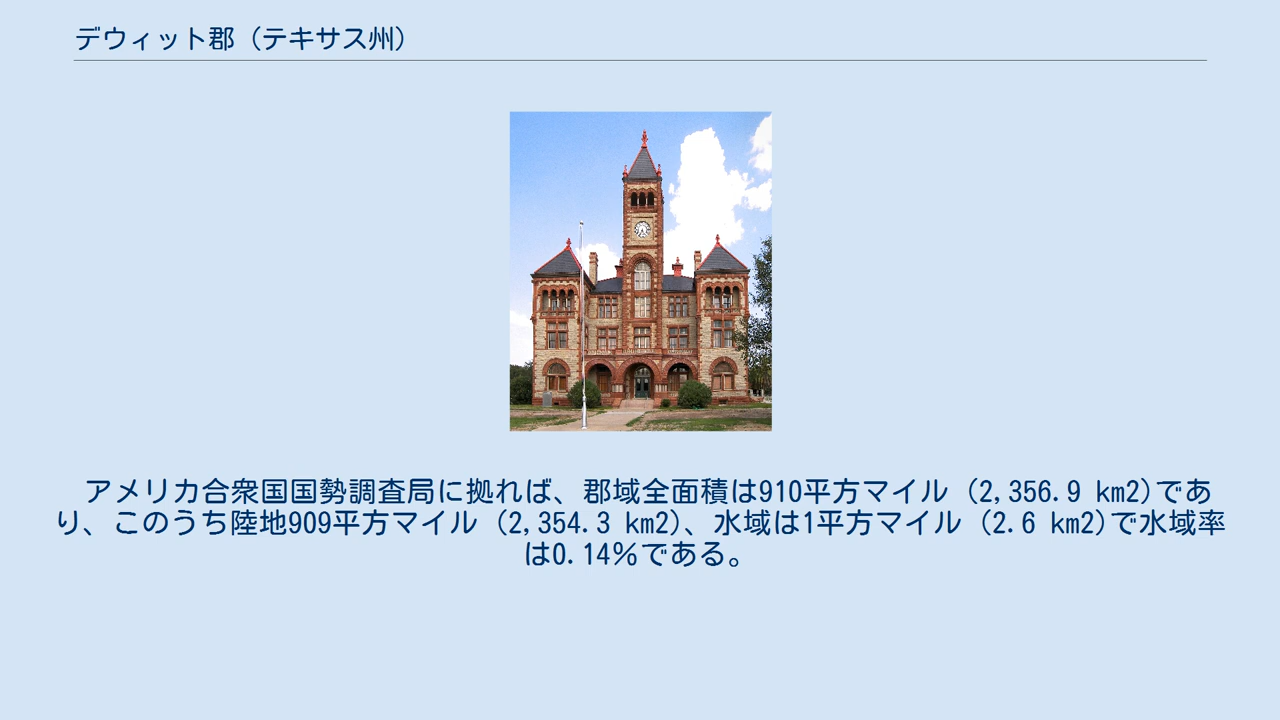 デウィット郡（テキサス州）
アメリカ合衆国国勢調査局に拠れば、郡域全面積は910平方マイル (2,356.9 km2)であ
り、このうち陸地909平方マイル (2,354.3 km2)、水域は1平方マイル (2.6 km2)で水域率
は0.14%である。